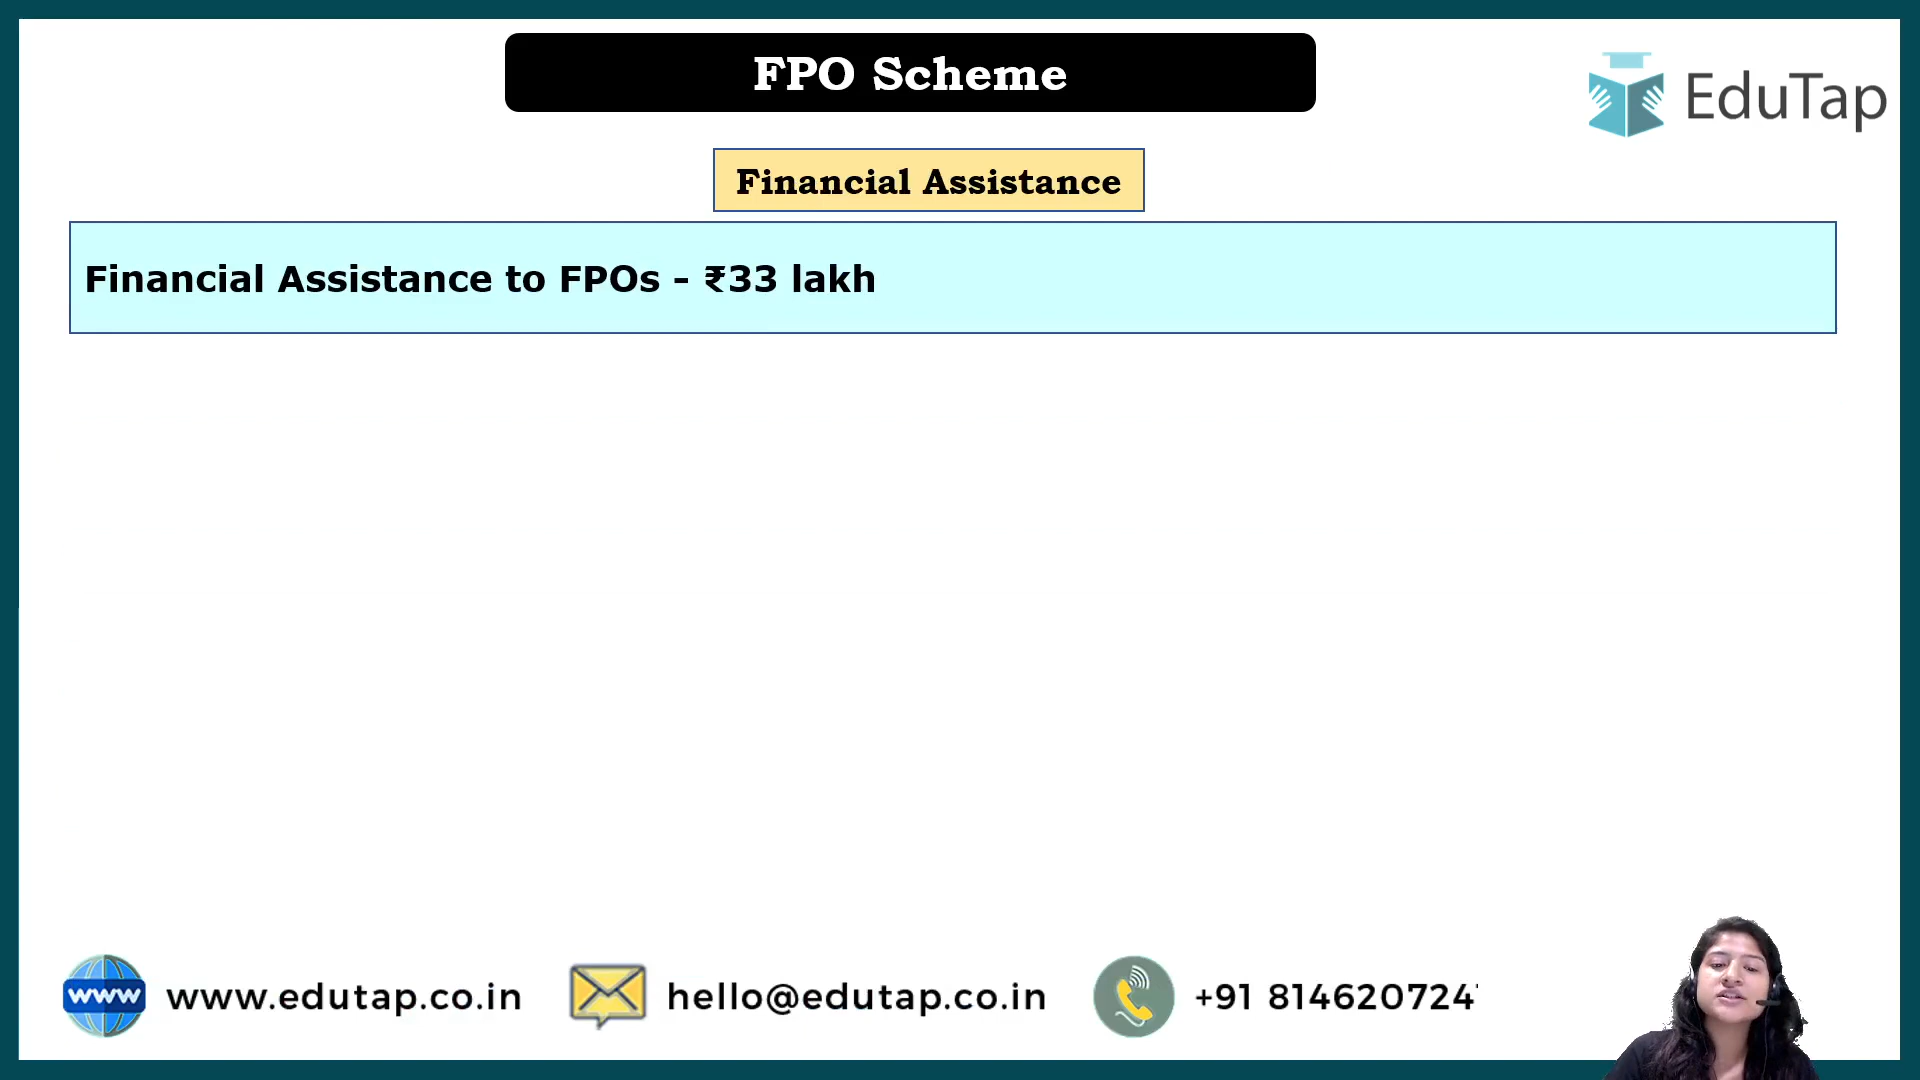 FPO Scheme
EduTap
Financial Assistance
Financial Assistance to FPOs - ₹33 lakh
www
www.edutap.co.in
hello@edutap.co.in
+91 814620724